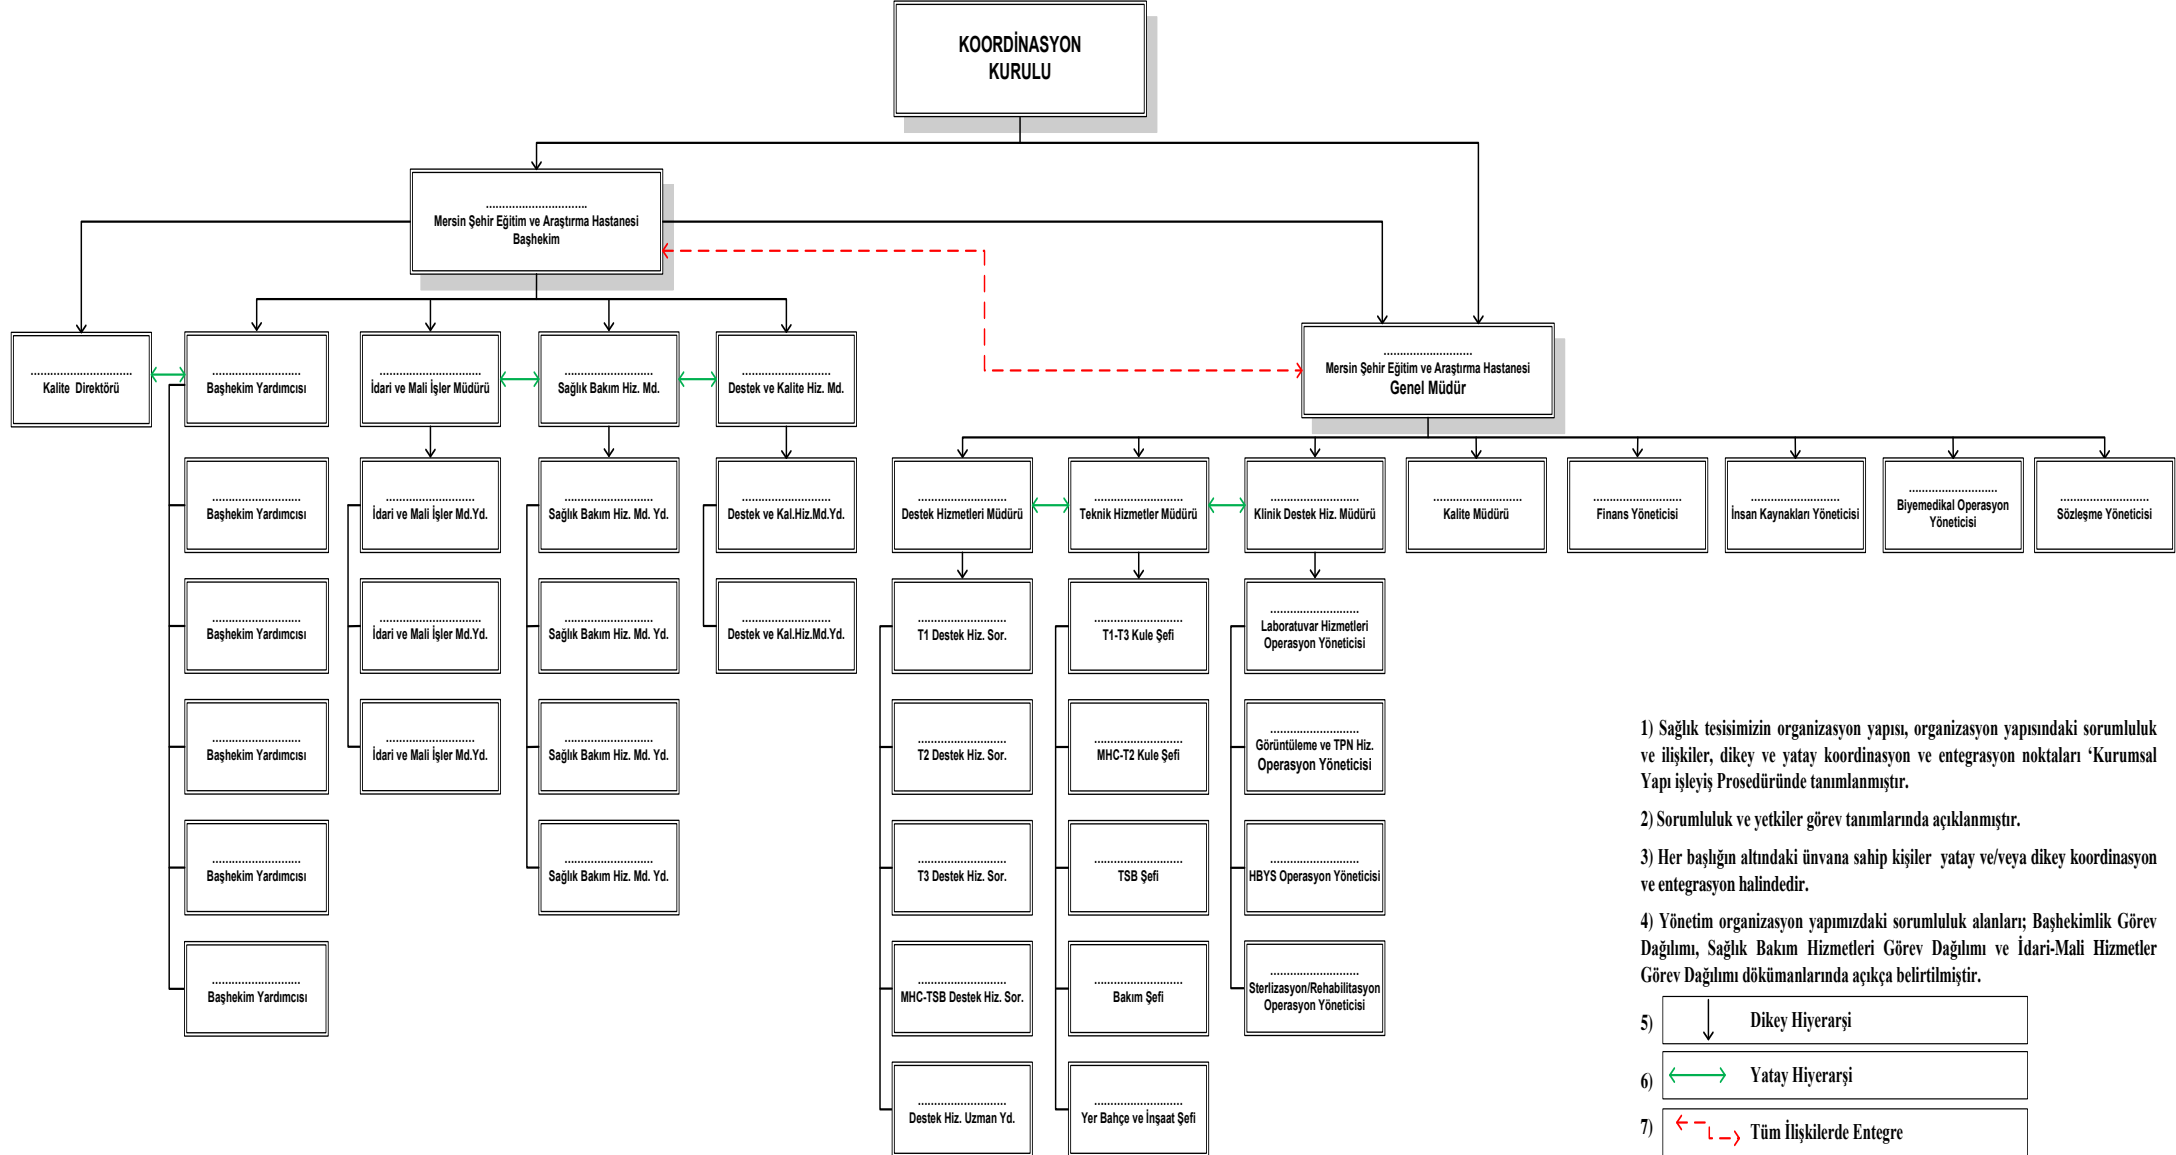 KOORDİNASYON
KURULU
...............................
Mersin Şehir Eğitim ve Araştırma Hastanesi
Başhekim
...............................
Kalite Direktörü
...........................
Başhekim Yardımcısı
...........................
İdari ve Mali İşler Müdürü
...........................
Sağlık Bakım Hiz. Md.
...........................
Destek ve Kalite Hiz. Md.
...........................
Mersin Şehir Eğitim ve Araştırma Hastanesi
Genel Müdür
...........................
Başhekim Yardımcısı
...........................
İdari ve Mali İşler Md.Yd.
...........................
Sağlık Bakım Hiz. Md. Yd.
...........................
Destek ve Kal.Hiz.Md.Yd.
...........................
Destek Hizmetleri Müdürü
...........................
Teknik Hizmetler Müdürü
...........................
Klinik Destek Hiz. Müdürü
...........................
Kalite Müdürü
...........................
Finans Yöneticisi
...........................
İnsan Kaynakları Yöneticisi
...........................
Biyemedikal Operasyon
Yöneticisi
...........................
Sözleşme Yöneticisi
...........................
Başhekim Yardımcısı
...........................
İdari ve Mali İşler Md.Yd.
...........................
Sağlık Bakım Hiz. Md. Yd.
...........................
Destek ve Kal.Hiz.Md.Yd.
...........................
T1 Destek Hiz. Sor.
...........................
T1-T3 Kule Şefi
...........................
Laboratuvar Hizmetleri
Operasyon Yöneticisi
...........................
Başhekim Yardımcısı
...........................
İdari ve Mali İşler Md.Yd.
...........................
Sağlık Bakım Hiz. Md. Yd.
...........................
T2 Destek Hiz. Sor.
...........................
MHC-T2 Kule Şefi
...........................
Görüntüleme ve TPN Hiz.
Operasyon Yöneticisi
...........................
Başhekim Yardımcısı
...........................
Sağlık Bakım Hiz. Md. Yd.
...........................
T3 Destek Hiz. Sor.
...........................
TSB Şefi
...........................
HBYS Operasyon Yöneticisi
...........................
Başhekim Yardımcısı
...........................
MHC-TSB Destek Hiz. Sor.
...........................
Bakım Şefi
...........................
Sterlizasyon/Rehabilitasyon
Operasyon Yöneticisi
...........................
Destek Hiz. Uzman Yd.
...........................
Yer Bahçe ve İnşaat Şefi
1) Sağlık tesisimizin organizasyon yapısı, organizasyon yapısındaki sorumluluk
ve ilişkiler, dikey ve yatay koordinasyon ve entegrasyon noktaları ‘Kurumsal
Yapı işleyiş Prosedüründe tanımlanmıştır.
2) Sorumluluk ve yetkiler görev tanımlarında açıklanmıştır.
3) Her başlığın altındaki ünvana sahip kişiler yatay ve/veya dikey koordinasyon
ve entegrasyon halindedir.
4) Yönetim organizasyon yapımızdaki sorumluluk alanları; Başhekimlik Görev
Dağılımı, Sağlık Bakım Hizmetleri Görev Dağılımı ve İdari-Mali Hizmetler
Görev Dağılımı dökümanlarında açıkça belirtilmiştir.
5) Dikey Hiyerarşi
6) Yatay Hiyerarşi
7) Tüm İlişkilerde Entegre